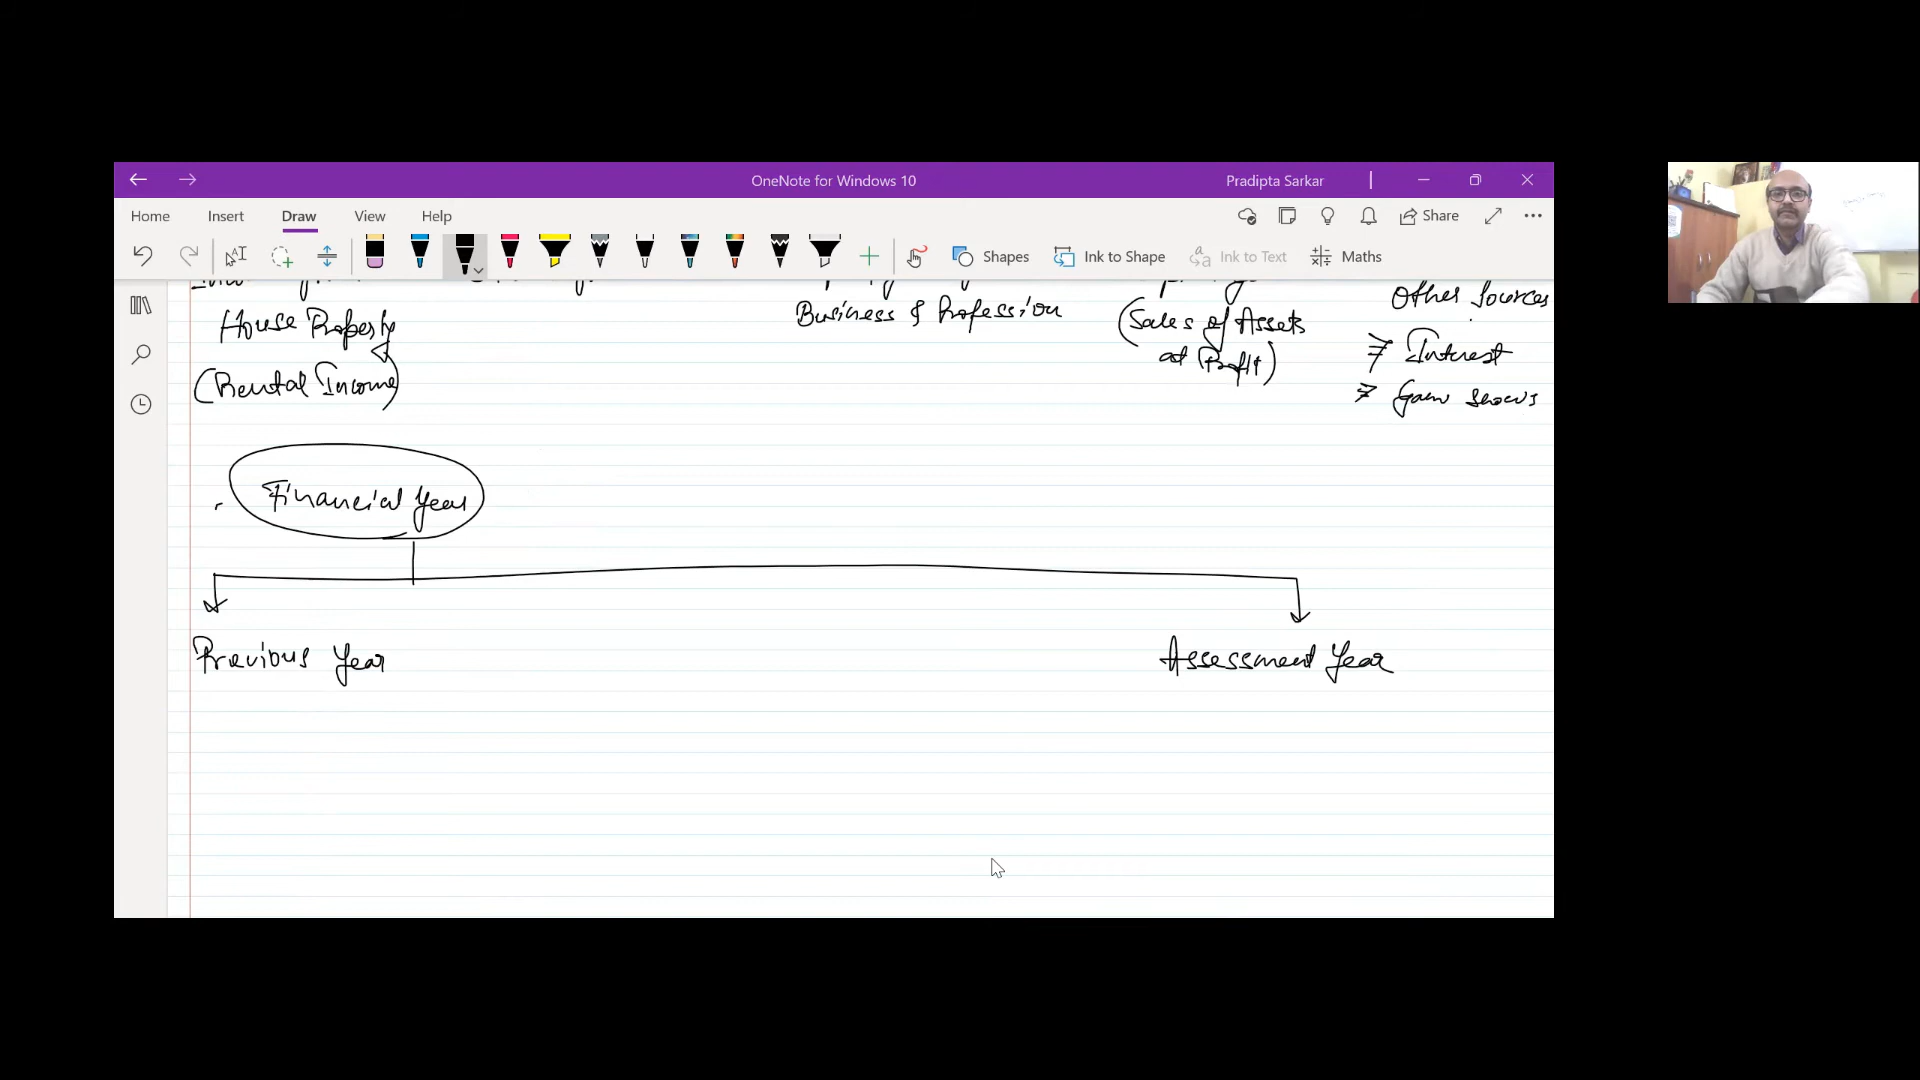 OneNote for Windows 10
Pradipta Sarkar
Home Insert Draw View Help
Share
Shapes Ink to Shape Ink to Text Maths
House Property
(Rental Income)
Business & Profession
(Sales of Assets
at Profit)
Other Sources
Interest
Gam shows
Financial Year
Previous Year
Assessment Year